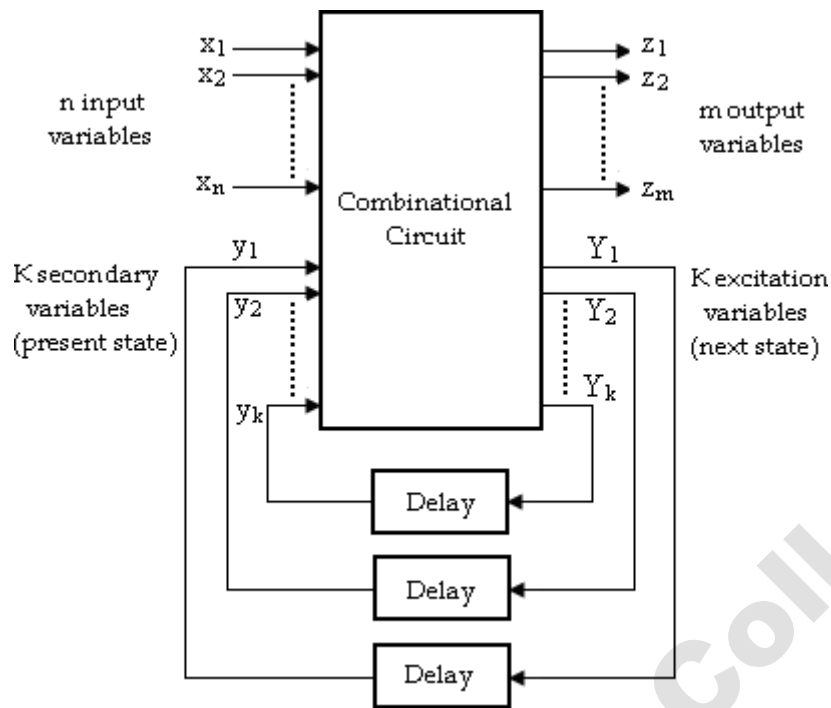 x1
x2
n input
variables
xn
z1
z2
m output
variables
zm
Combinational
Circuit
y1
K secondary
variables
(present state)
y2
yk
Y1
K excitation
variables
(next state)
Y2
Yk
Delay
Delay
Delay
Coll